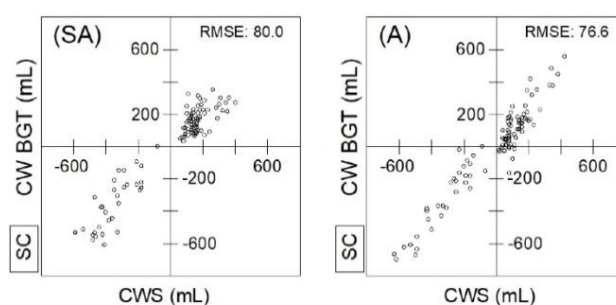 (SA)
RMSE: 80.0
600
200
-600
600
-200
-600
CW BGT (mL)
SC
CWS (mL)
(A)
RMSE: 76.6
600
200
-600
600
-200
-600
CW BGT (mL)
SC
CWS (mL)